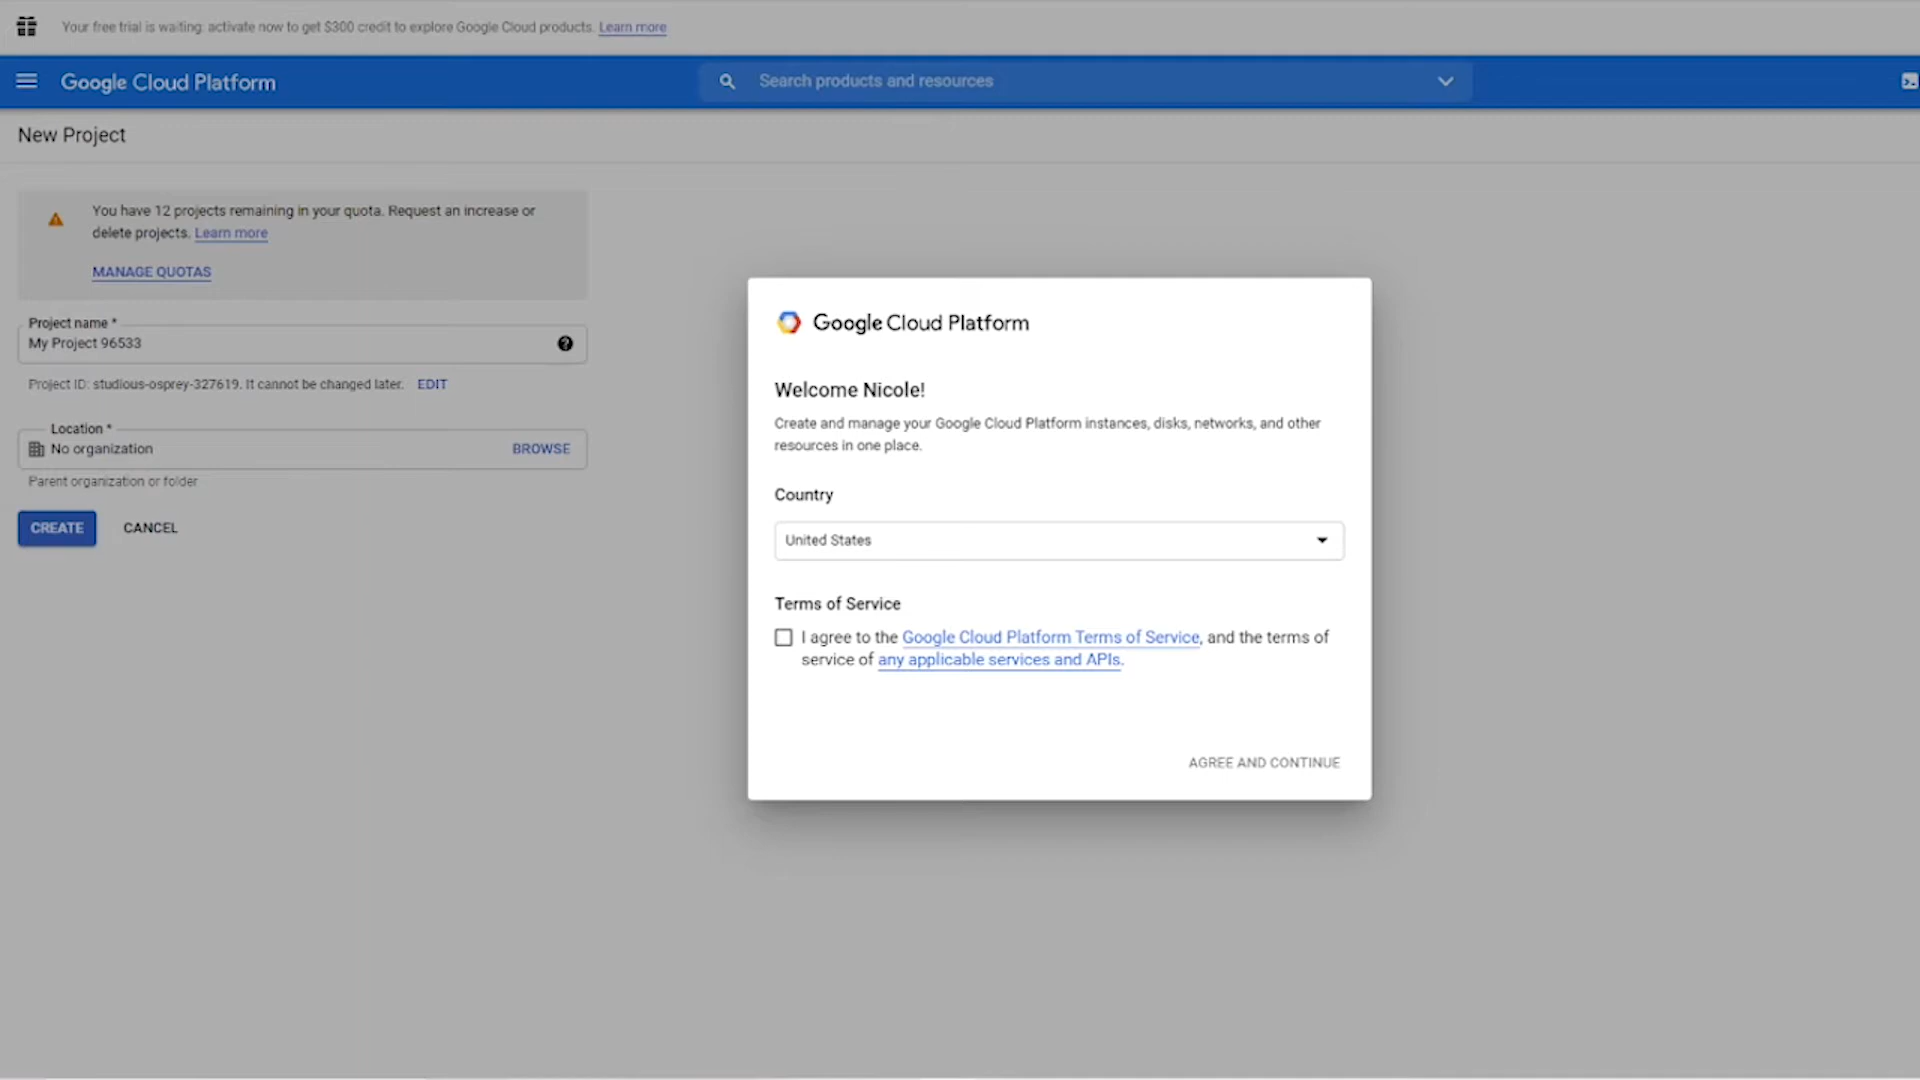 Your free trial is waiting: activate now to get $300 credit to explore Google Cloud products. Learn more
Google Cloud Platform
Search products and resources
New Project
You have 12 projects remaining in your quota. Request an increase or
delete projects. Learn more
MANAGE QUOTAS
Project name *
My Project 96533
Project ID: studious-osprey-327619. It cannot be changed later. EDIT
Location *
No organization BROWSE
Parent organization or folder
CREATE CANCEL
Google Cloud Platform
Welcome Nicole!
Create and manage your Google Cloud Platform instances, disks, networks, and other
resources in one place.
Country
United States
Terms of Service
I agree to the Google Cloud Platform Terms of Service, and the terms of
service of any applicable services and APIs.
AGREE AND CONTINUE